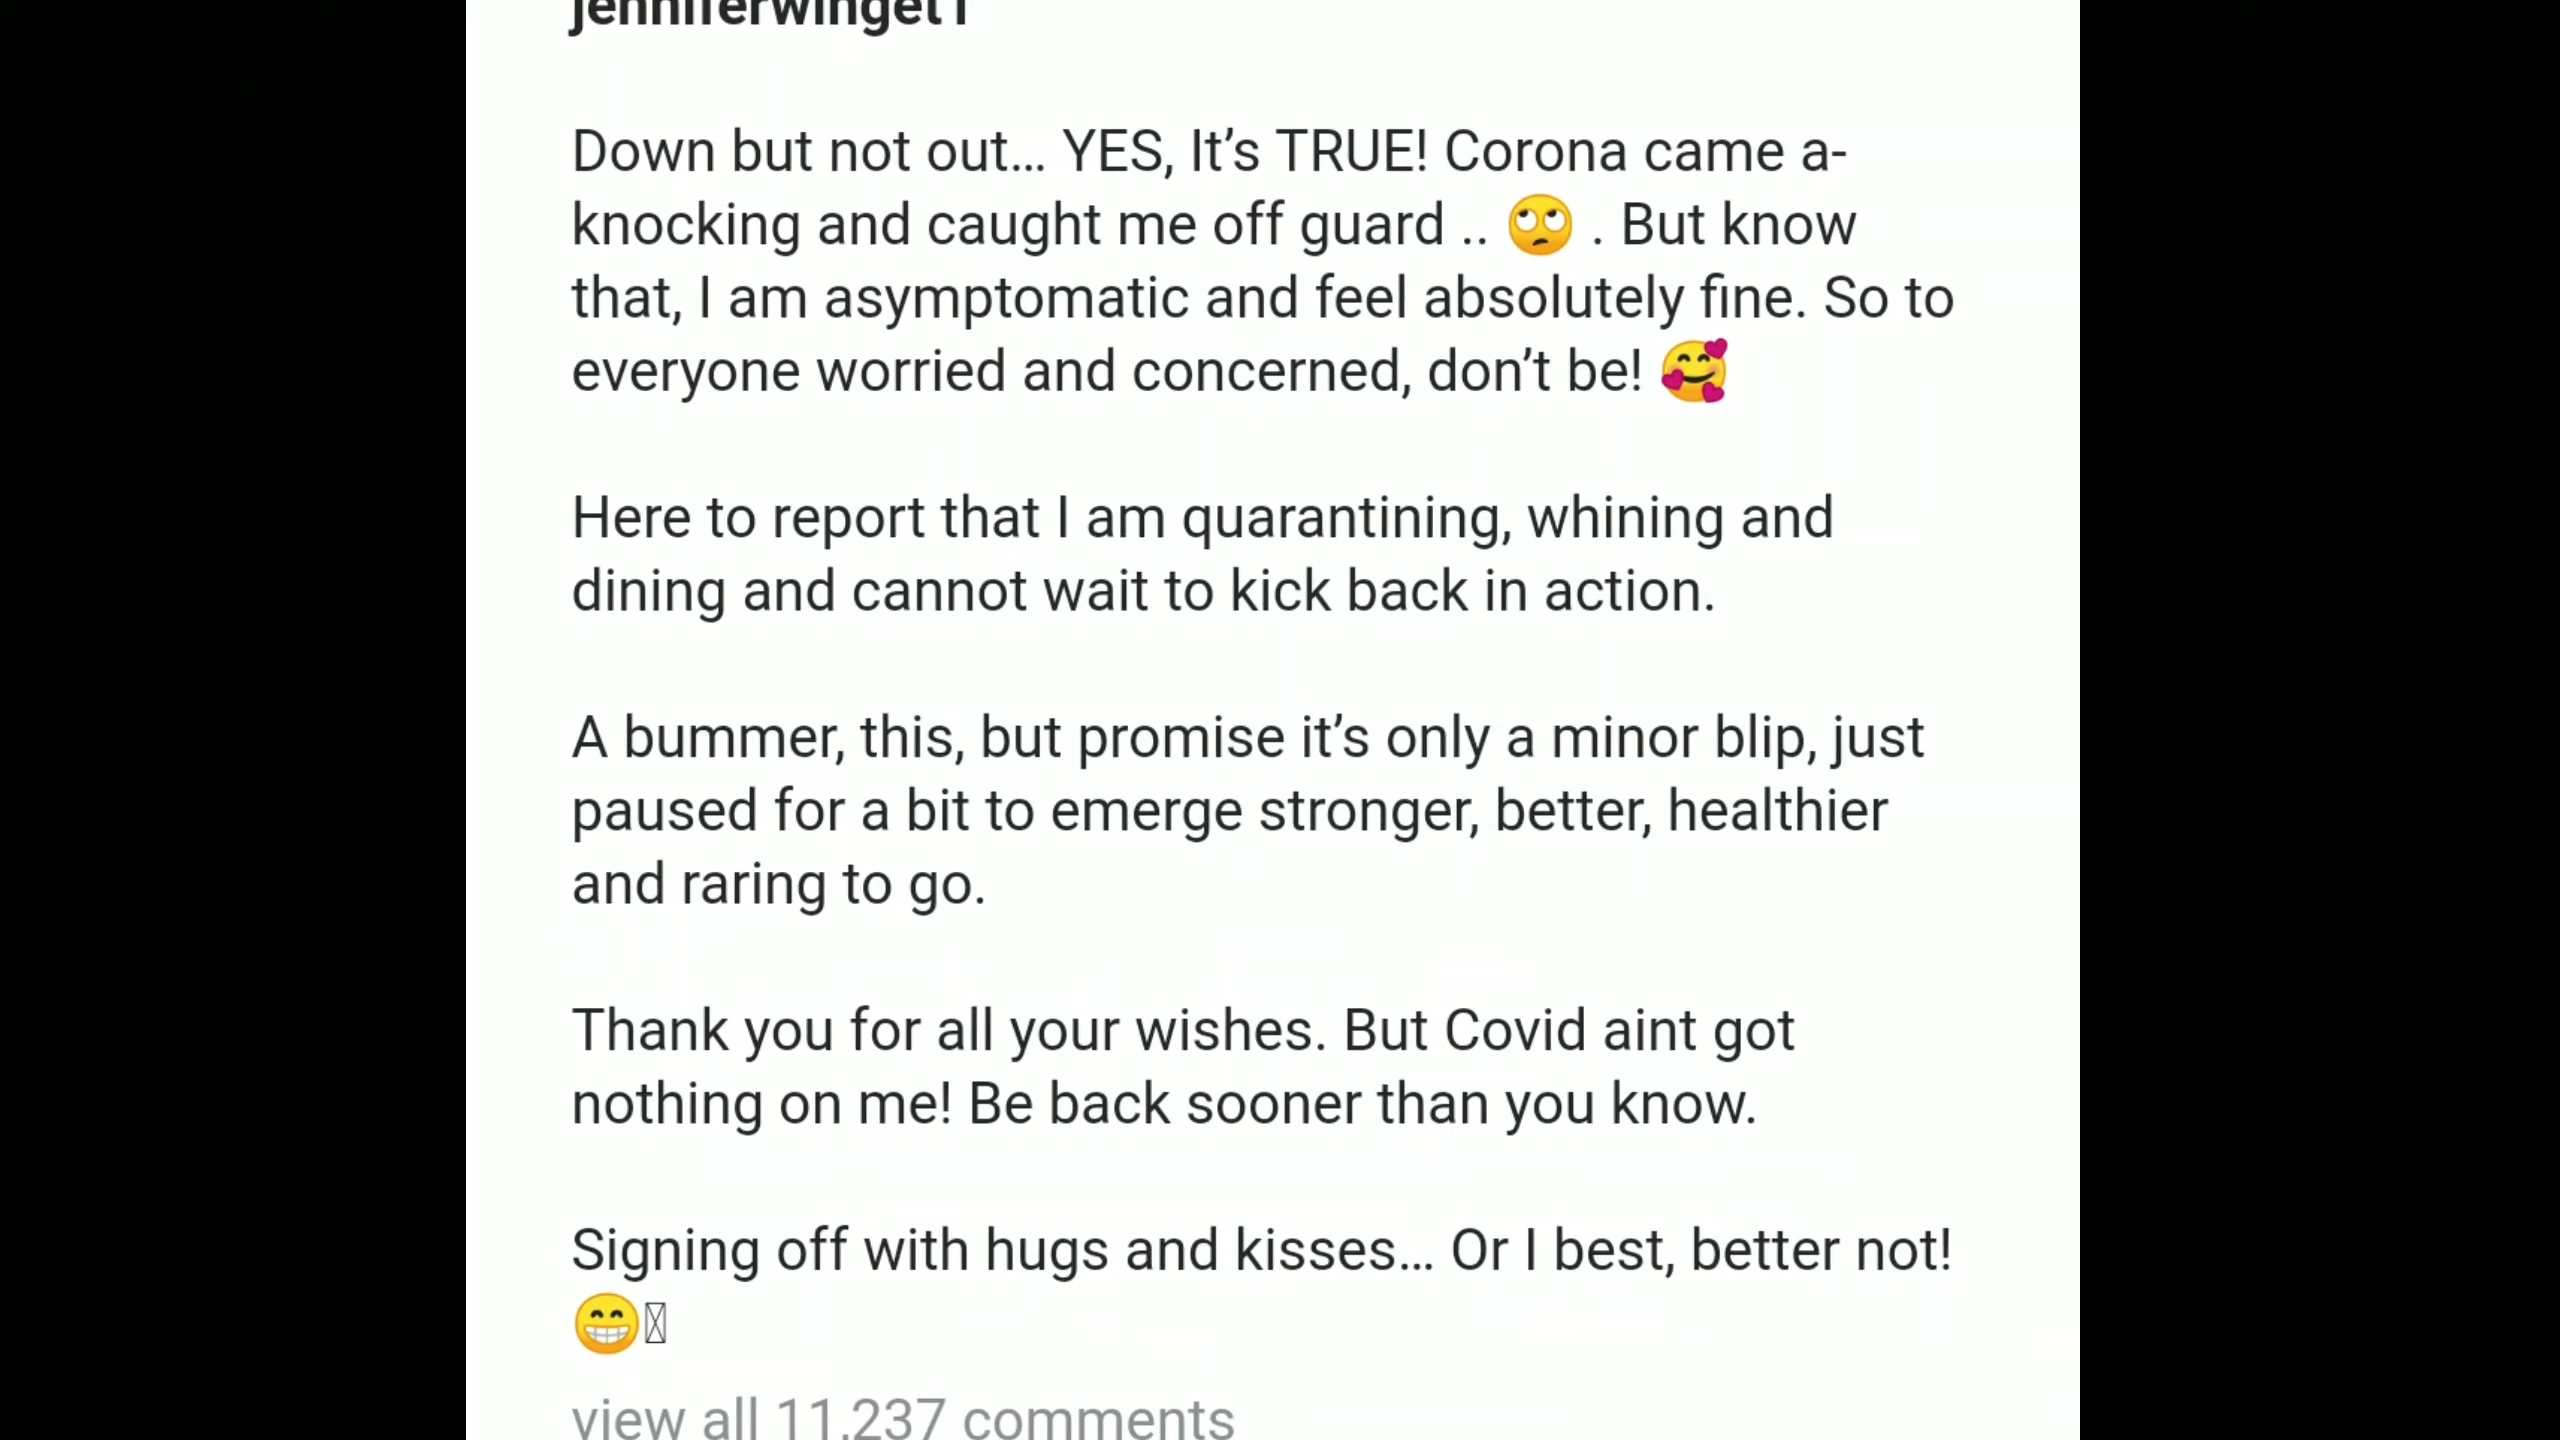 jenniferwinget1
Down but not out… YES, It’s TRUE! Corona came a-
knocking and caught me off guard .. 🙄 . But know
that, I am asymptomatic and feel absolutely fine. So to
everyone worried and concerned, don’t be! 🥰
Here to report that I am quarantining, whining and
dining and cannot wait to kick back in action.
A bummer, this, but promise it’s only a minor blip, just
paused for a bit to emerge stronger, better, healthier
and raring to go.
Thank you for all your wishes. But Covid aint got
nothing on me! Be back sooner than you know.
Signing off with hugs and kisses… Or I best, better not!
😁
view all 11,237 comments